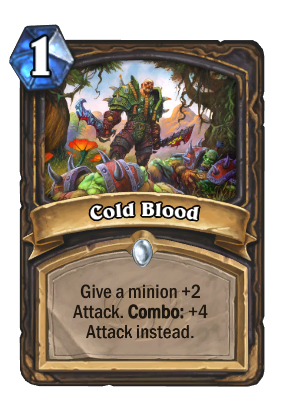 1
Cold Blood
Give a minion +2
Attack. Combo: +4
Attack instead.